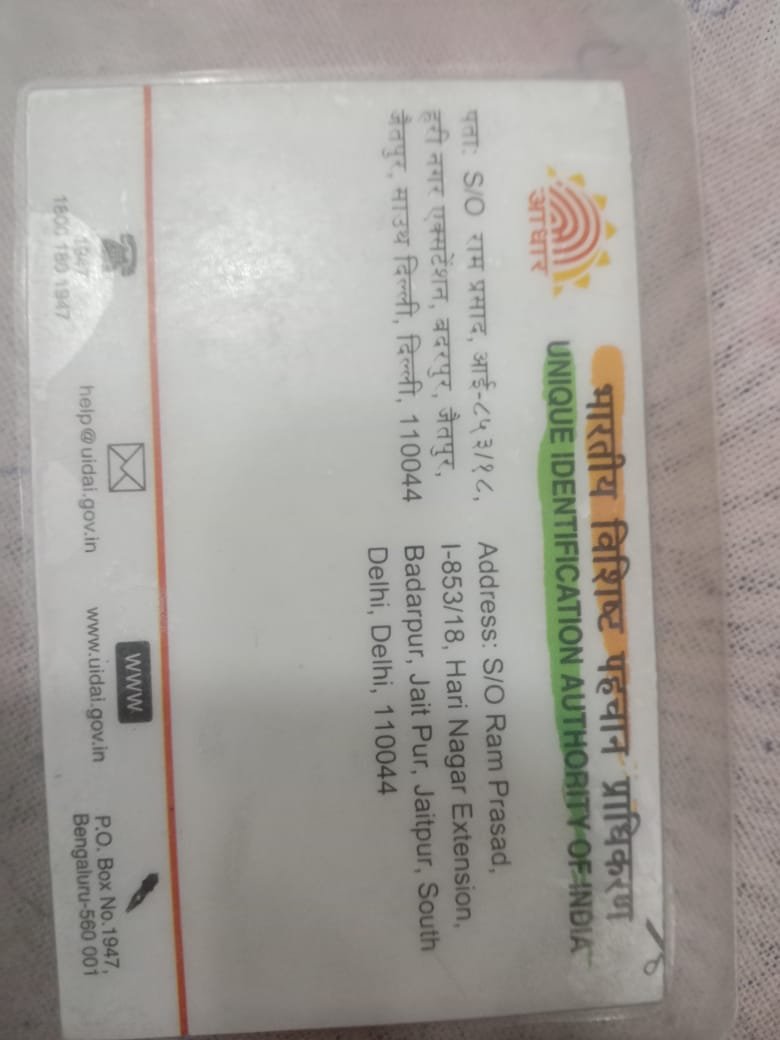 भारतीय विशिष्ट पहचान प्राधिकरण
UNIQUE IDENTIFICATION AUTHORITY OF INDIA
आधार
पता: S/O राम प्रसाद, आई-८५३/१८,
हरी नगर एक्सटेंशन, बदरपुर, जैतपुर,
जैतपुर, साउथ दिल्ली, दिल्ली, 110044
Address: S/O Ram Prasad,
I-853/18, Hari Nagar Extension,
Badarpur, Jait Pur, Jaitpur, South
Delhi, Delhi, 110044
1947
1800 180 1947
help@uidai.gov.in
WWW
www.uidai.gov.in
P.O. Box No.1947,
Bengaluru-560 001